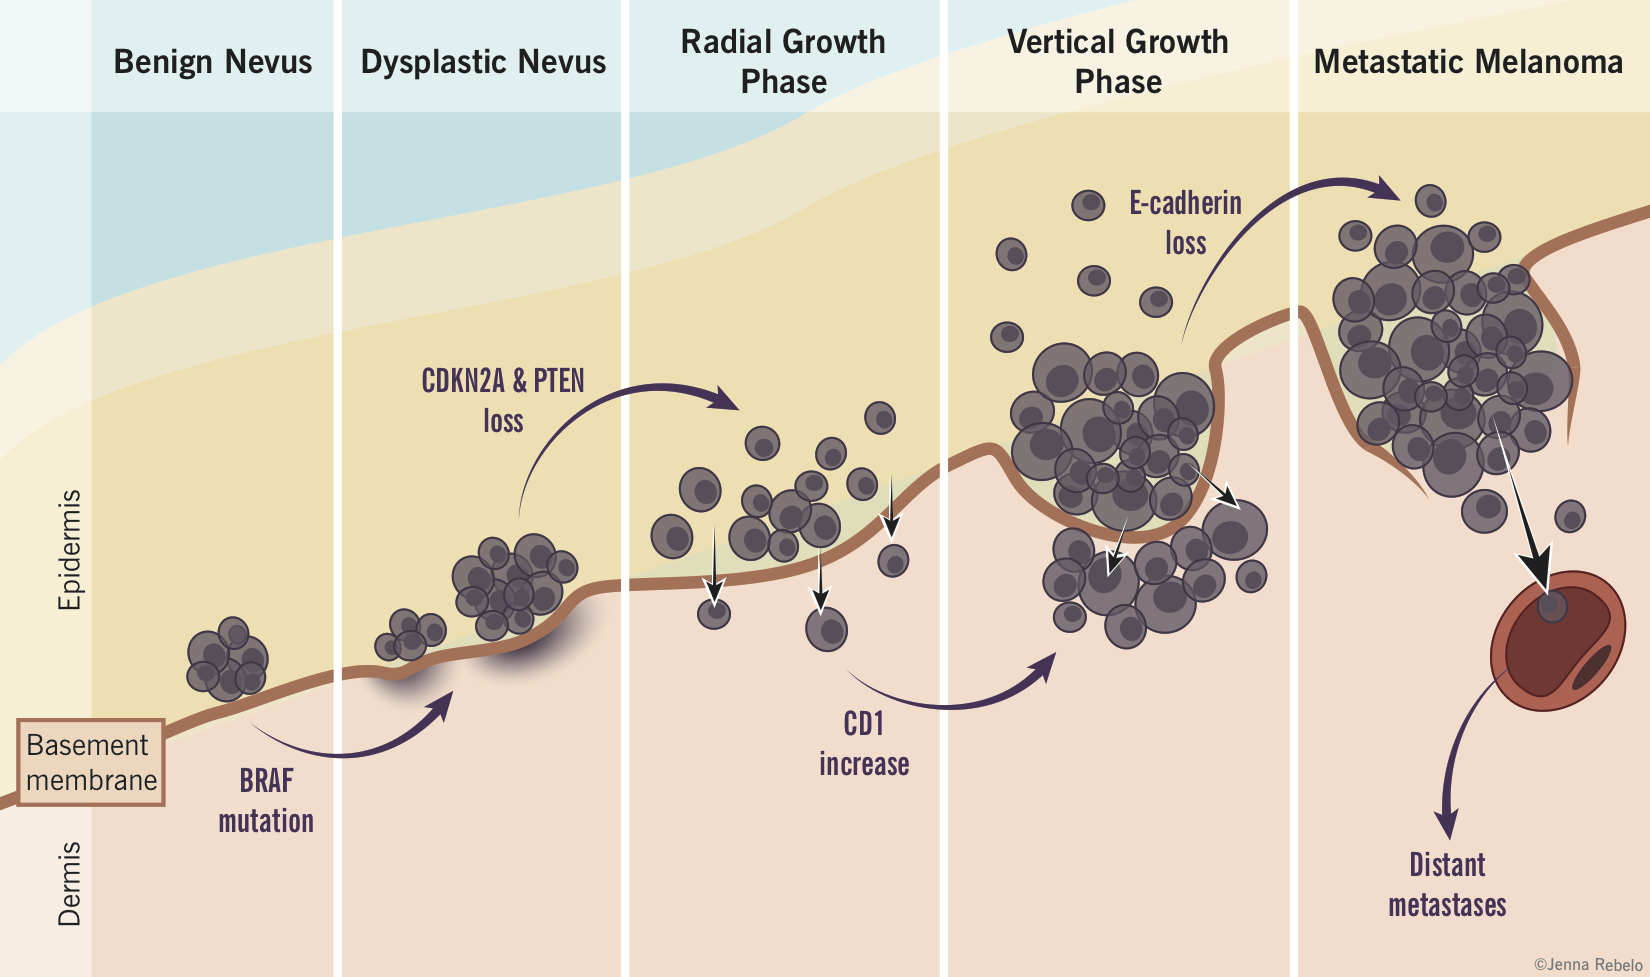 Benign Nevus
Dysplastic Nevus
Radial Growth
Phase
Vertical Growth
Phase
Metastatic Melanoma
E-cadherin
loss
CDKN2A & PTEN
loss
Epidermis
Basement
membrane
BRAF
mutation
CD1
increase
Dermis
Distant
metastases
©Jenna Rebelo